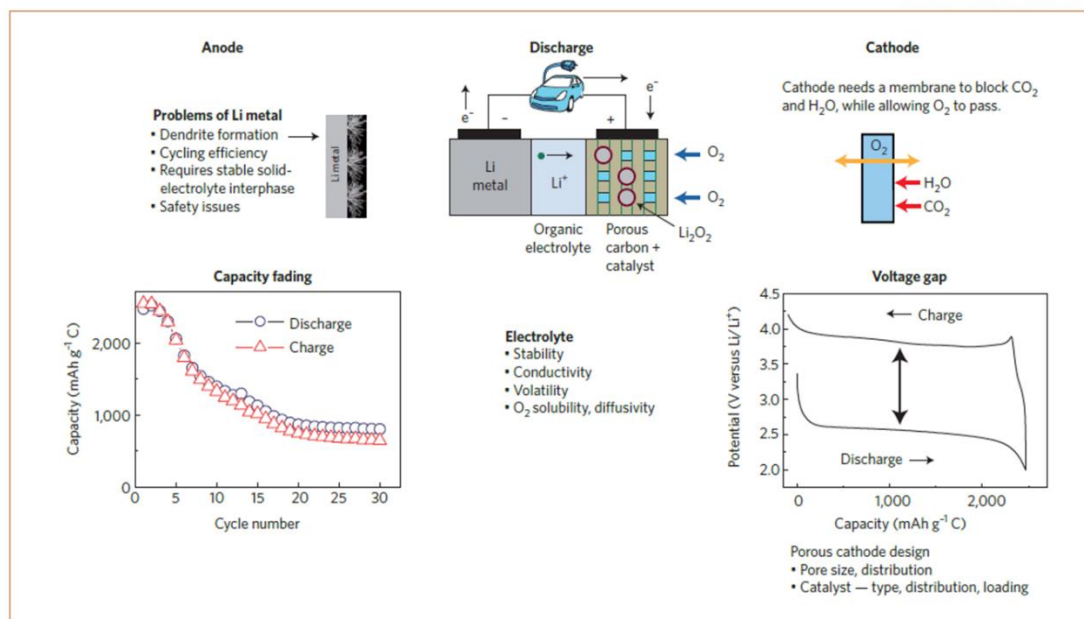 Anode
Problems of Li metal
• Dendrite formation
• Cycling efficiency
• Requires stable solid-
electrolyte interphase
• Safety issues
Li metal
Discharge
e⁻
−
+
e⁻
Li
metal
Li⁺
O₂
O₂
Li₂O₂
Organic
electrolyte
Porous
carbon +
catalyst
Cathode
Cathode needs a membrane to block CO₂
and H₂O, while allowing O₂ to pass.
O₂
H₂O
CO₂
Capacity fading
Capacity (mAh g⁻¹ C)
2,000
1,000
0
Discharge
Charge
0 5 10 15 20 25 30
Cycle number
Electrolyte
• Stability
• Conductivity
• Volatility
• O₂ solubility, diffusivity
Voltage gap
Potential (V versus Li/Li⁺)
4.5
4.0
3.5
3.0
2.5
2.0
Charge
Discharge
0 1,000 2,000
Capacity (mAh g⁻¹ C)
Porous cathode design
• Pore size, distribution
• Catalyst — type, distribution, loading